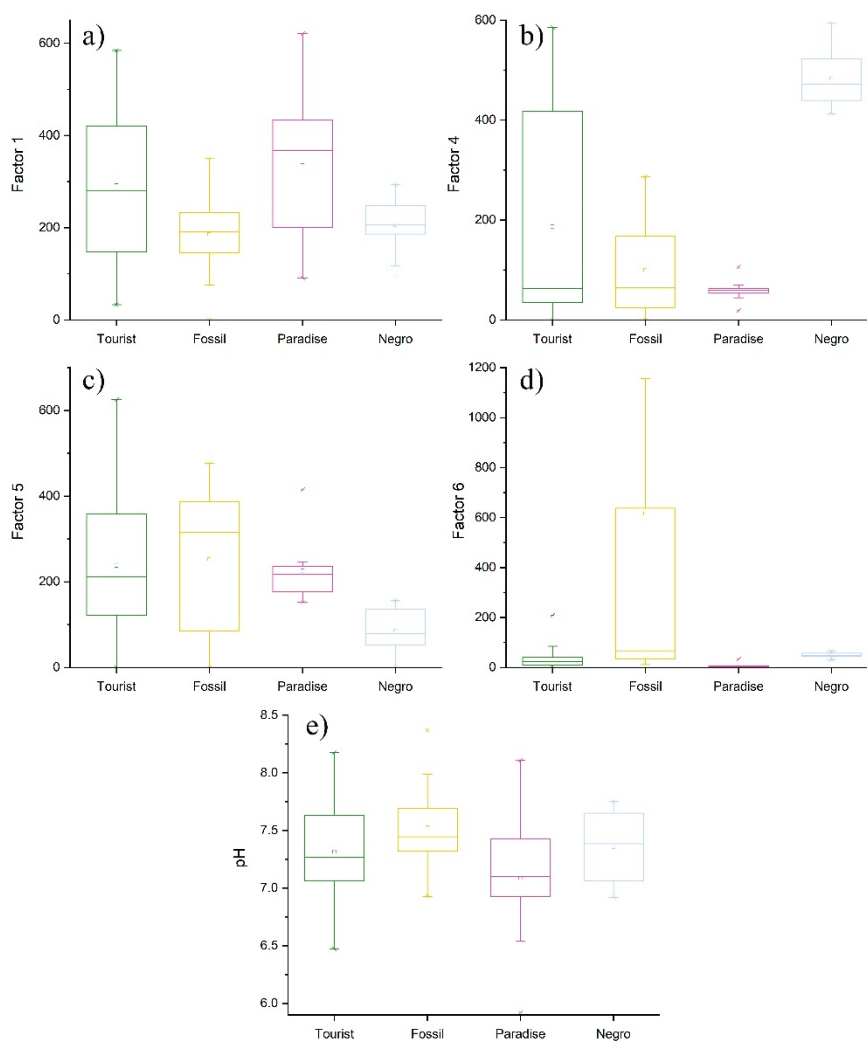 a)
Factor 1
600
400
200
0
Tourist Fossil Paradise Negro
b)
Factor 4
600
400
200
0
Tourist Fossil Paradise Negro
c)
Factor 5
600
400
200
0
Tourist Fossil Paradise Negro
d)
Factor 6
1200
1000
800
600
400
200
0
Tourist Fossil Paradise Negro
e)
pH
8.5
8.0
7.5
7.0
6.5
6.0
Tourist Fossil Paradise Negro